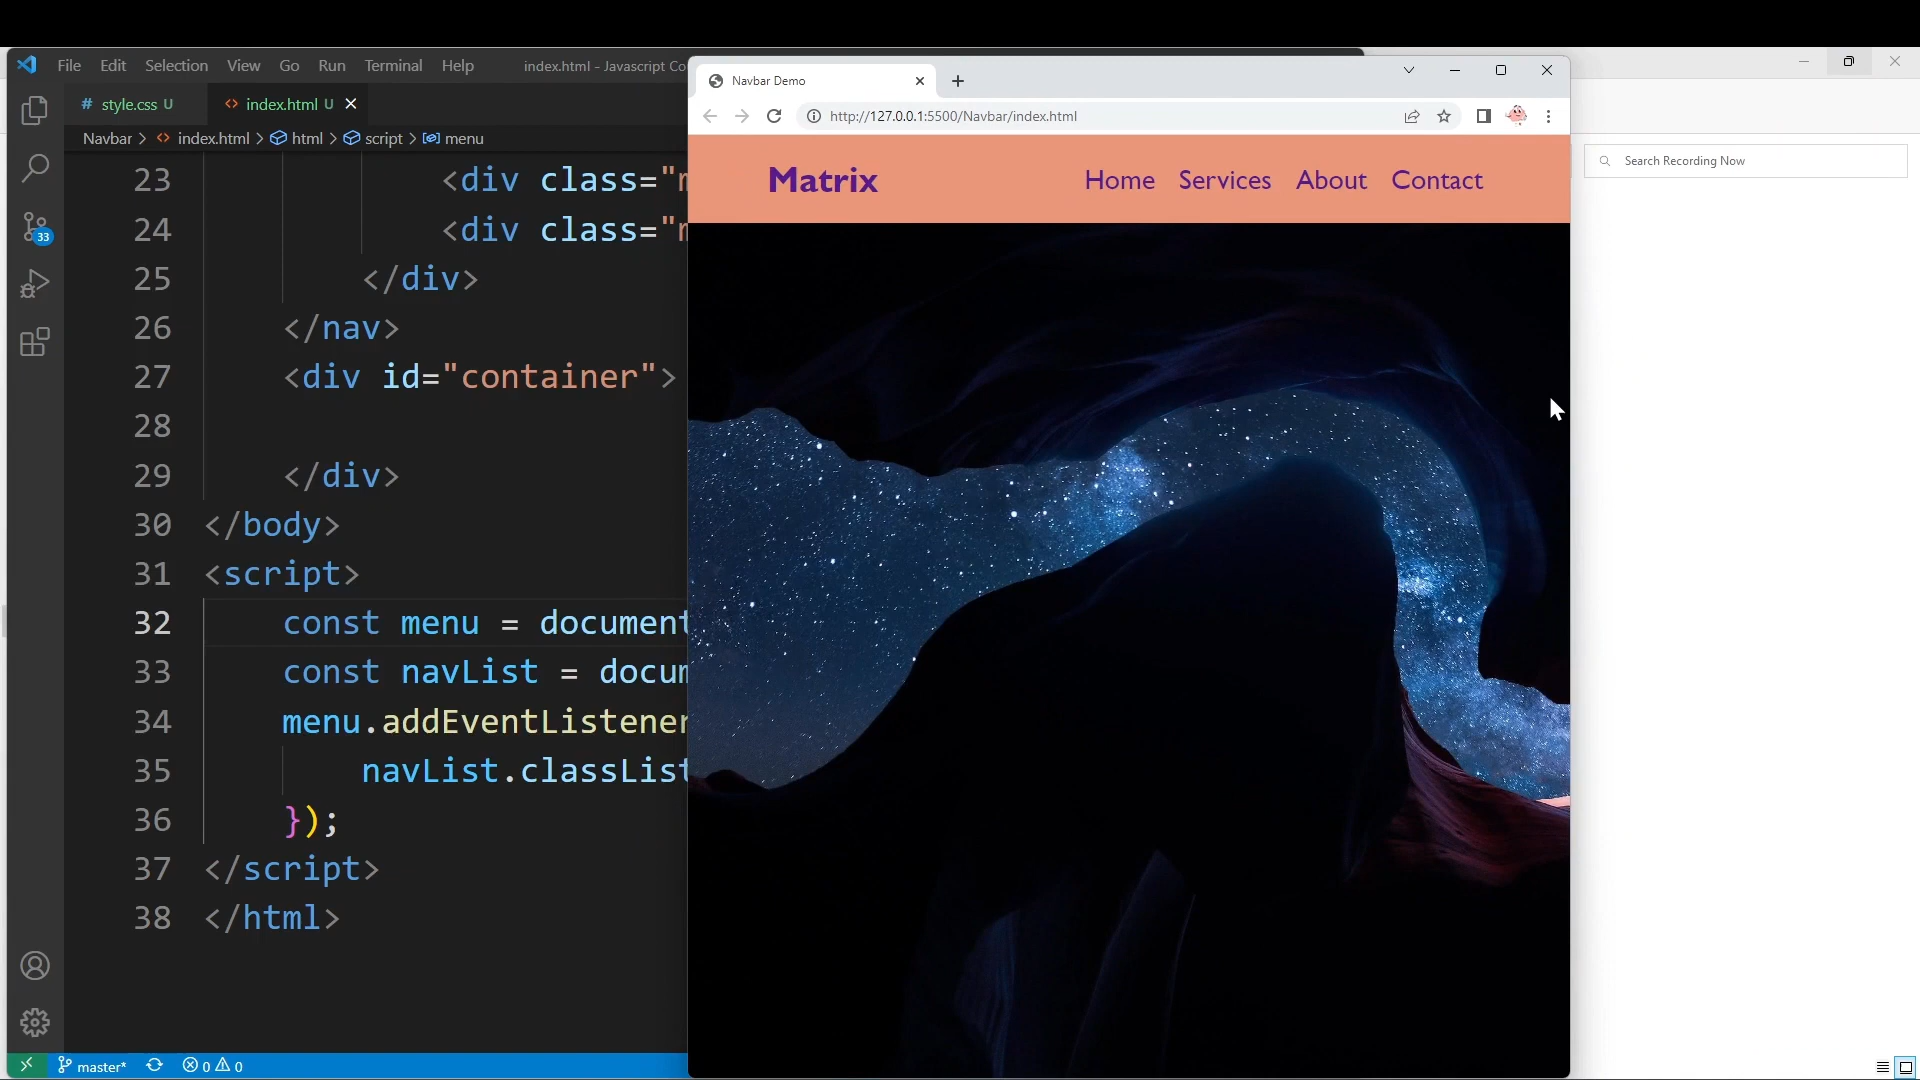 File Edit Selection View Go Run Terminal Help index.html - Javascript Co
# style.css U <> index.html U
Navbar > <> index.html > html > script > menu
23 <div class="
24 <div class="
25 </div>
26 </nav>
27 <div id="container">
28
29 </div>
30 </body>
31 <script>
32 const menu = document
33 const navList = docum
34 menu.addEventListener
35 navList.classList
36 });
37 </script>
38 </html>
33
master* 0 0
Navbar Demo
http://127.0.0.1:5500/Navbar/index.html
Matrix Home Services About Contact
Search Recording Now